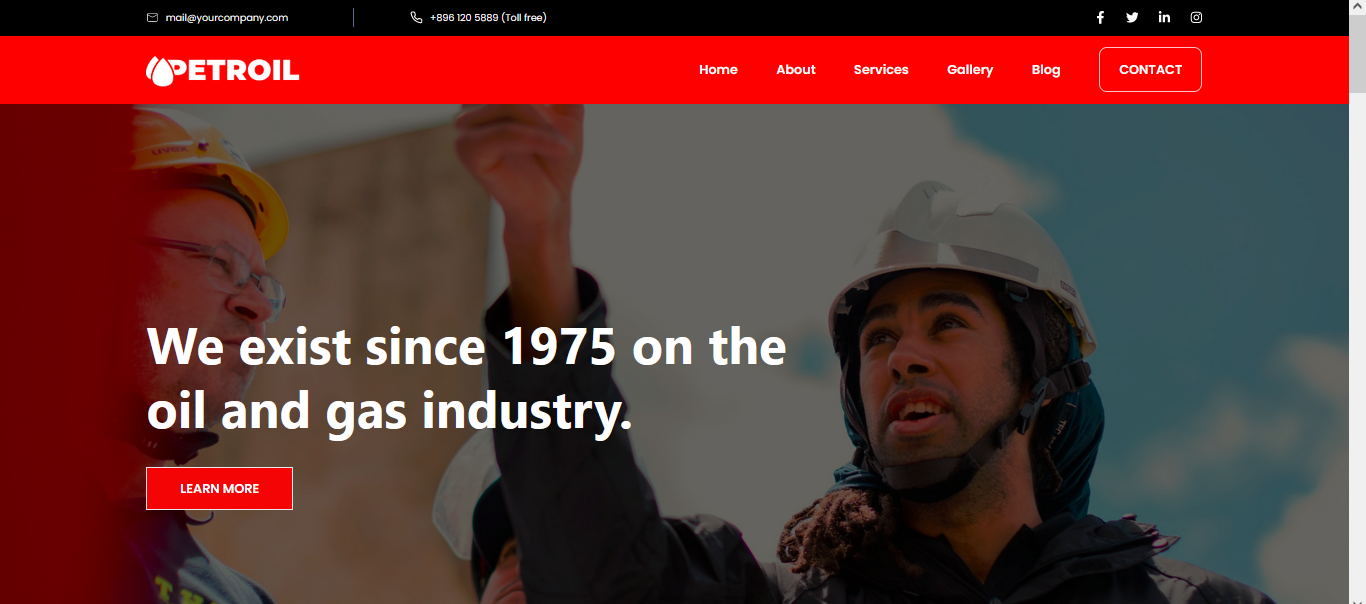 mail@yourcompany.com
+896 120 5889 (Toll free)
PETROIL
Home
About
Services
Gallery
Blog
CONTACT
uvex
We exist since 1975 on the
oil and gas industry.
LEARN MORE